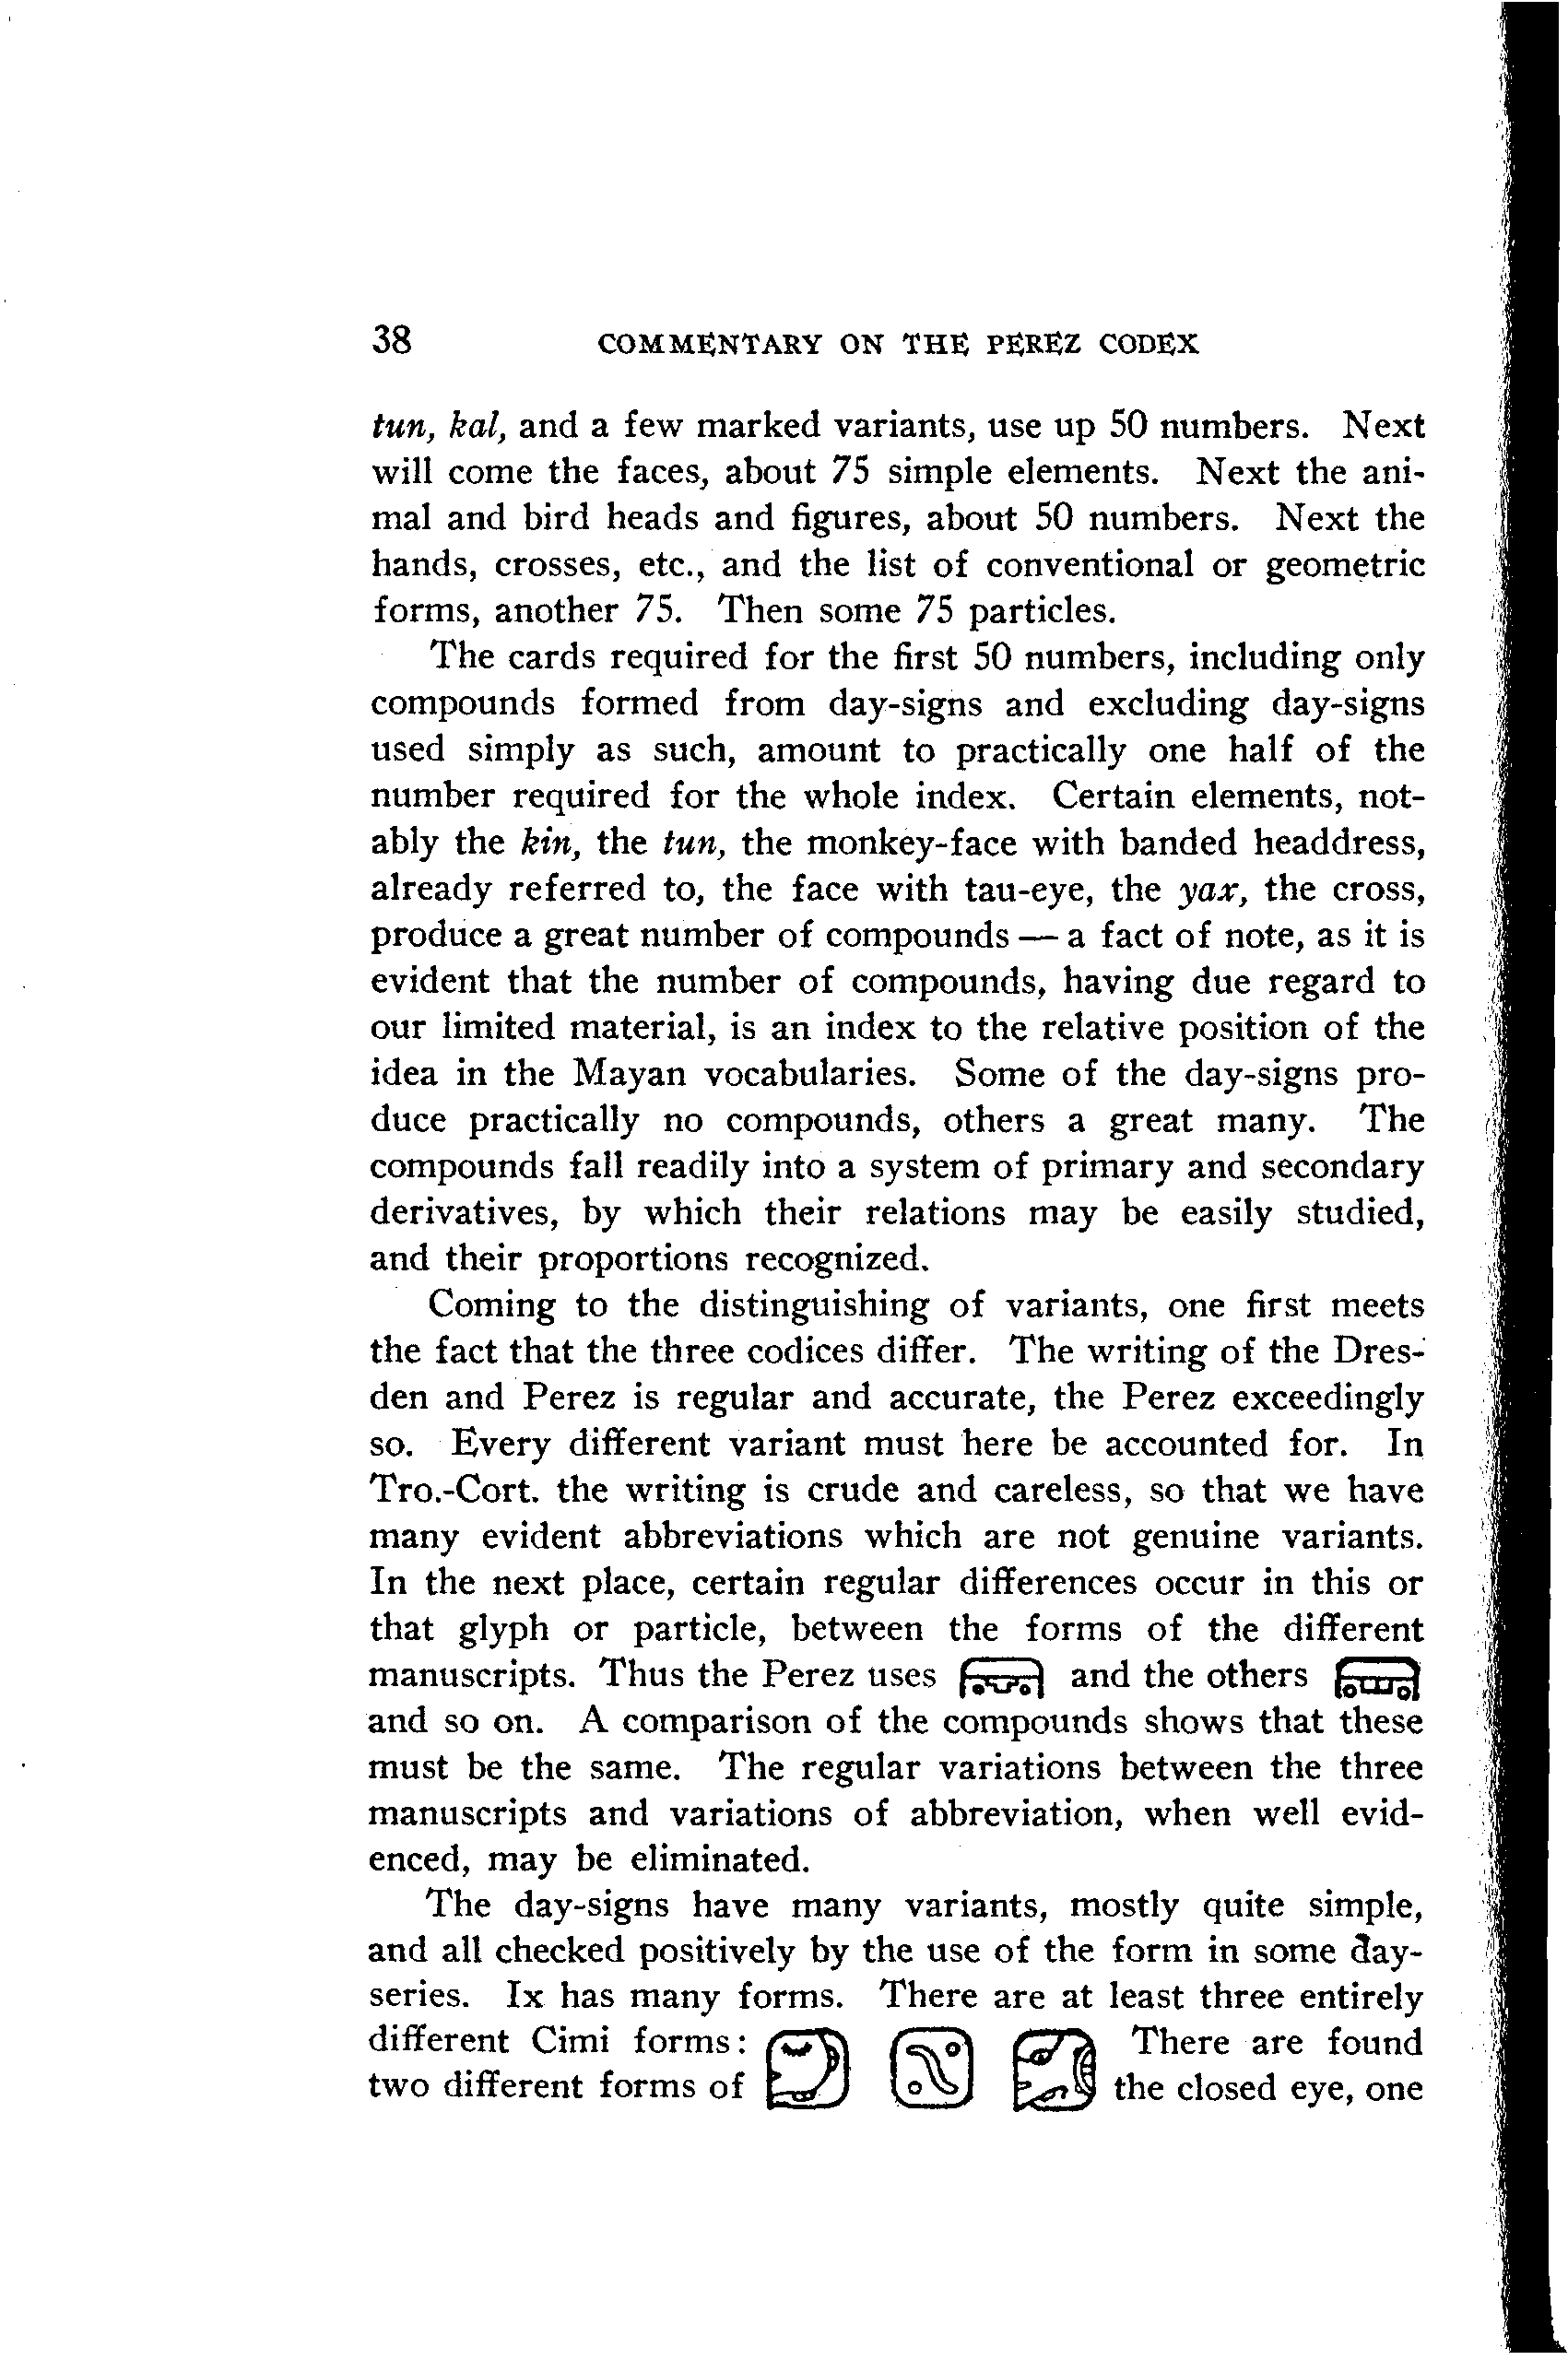 38 COMMENTARY ON THE PEREZ CODEX
tun, kal, and a few marked variants, use up 50 numbers. Next
will come the faces, about 75 simple elements. Next the ani-
mal and bird heads and figures, about 50 numbers. Next the
hands, crosses, etc., and the list of conventional or geometric
forms, another 75. Then some 75 particles.
The cards required for the first 50 numbers, including only
compounds formed from day-signs and excluding day-signs
used simply as such, amount to practically one half of the
number required for the whole index. Certain elements, not-
ably the kin, the tun, the monkey-face with banded headdress,
already referred to, the face with tau-eye, the yax, the cross,
produce a great number of compounds — a fact of note, as it is
evident that the number of compounds, having due regard to
our limited material, is an index to the relative position of the
idea in the Mayan vocabularies. Some of the day-signs pro-
duce practically no compounds, others a great many. The
compounds fall readily into a system of primary and secondary
derivatives, by which their relations may be easily studied,
and their proportions recognized.
Coming to the distinguishing of variants, one first meets
the fact that the three codices differ. The writing of the Dres-
den and Perez is regular and accurate, the Perez exceedingly
so. Every different variant must here be accounted for. In
Tro.-Cort. the writing is crude and careless, so that we have
many evident abbreviations which are not genuine variants.
In the next place, certain regular differences occur in this or
that glyph or particle, between the forms of the different
manuscripts. Thus the Perez uses and the others
and so on. A comparison of the compounds shows that these
must be the same. The regular variations between the three
manuscripts and variations of abbreviation, when well evid-
enced, may be eliminated.
The day-signs have many variants, mostly quite simple,
and all checked positively by the use of the form in some day-
series. Ix has many forms. There are at least three entirely
different Cimi forms: There are found
two different forms of the closed eye, one